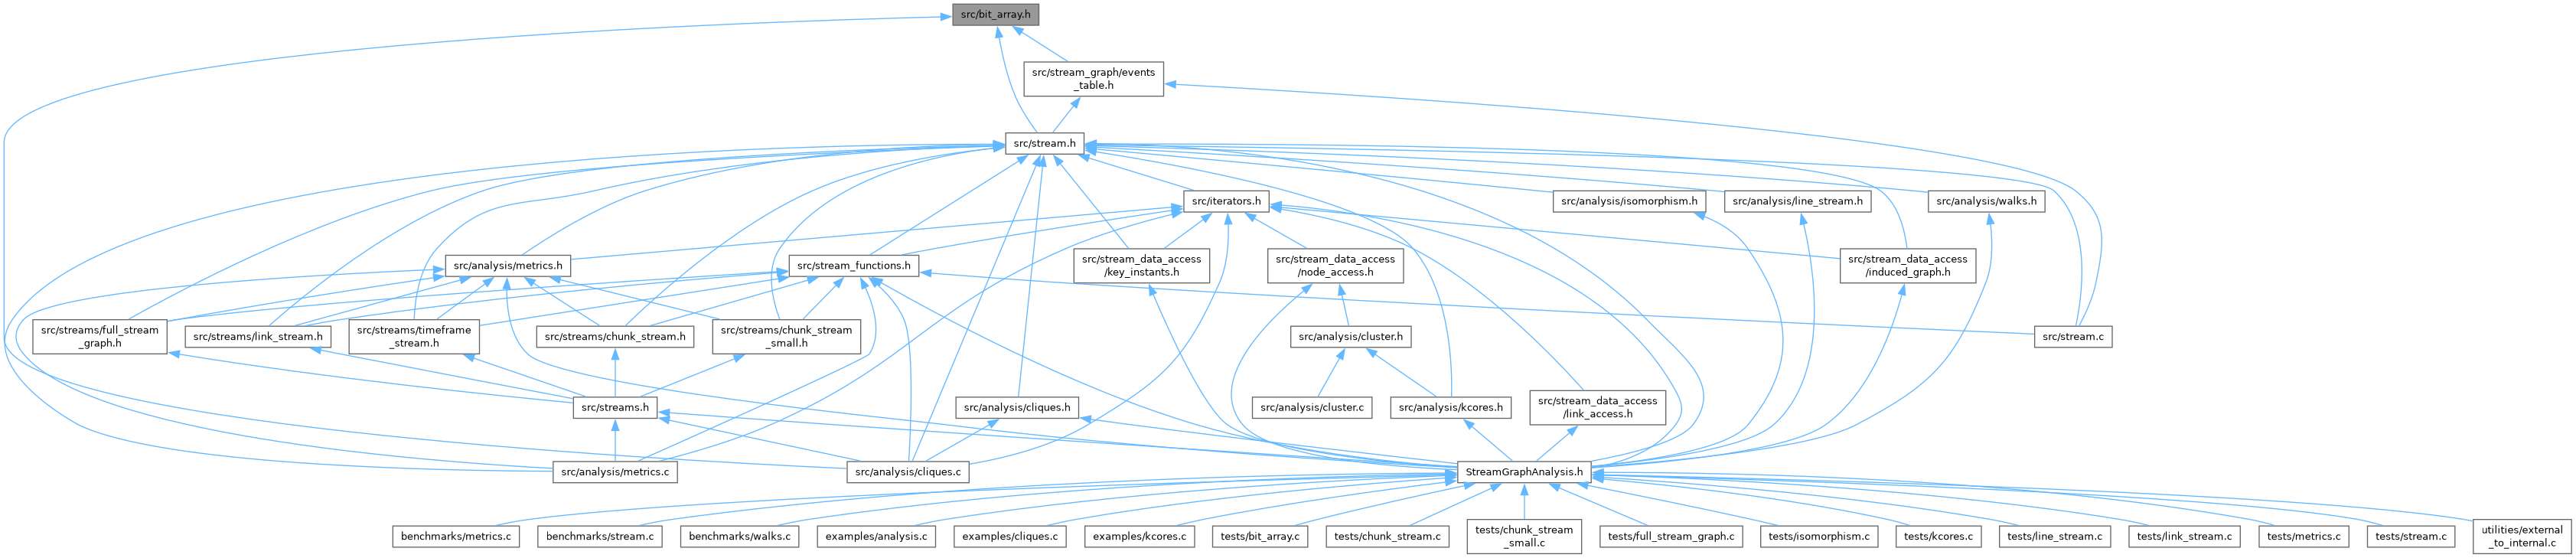 src/bit_array.h
src/stream_graph/events
_table.h
src/stream.h
src/iterators.h
src/analysis/isomorphism.h
src/analysis/line_stream.h
src/analysis/walks.h
src/analysis/metrics.h
src/stream_functions.h
src/stream_data_access
/key_instants.h
src/stream_data_access
/node_access.h
src/stream_data_access
/induced_graph.h
src/streams/full_stream
_graph.h
src/streams/link_stream.h
src/streams/timeframe
_stream.h
src/streams/chunk_stream.h
src/streams/chunk_stream
_small.h
src/analysis/cluster.h
src/stream.c
src/streams.h
src/analysis/cliques.h
src/analysis/cluster.c
src/analysis/kcores.h
src/stream_data_access
/link_access.h
src/analysis/metrics.c
src/analysis/cliques.c
StreamGraphAnalysis.h
benchmarks/metrics.c
benchmarks/stream.c
benchmarks/walks.c
examples/analysis.c
examples/cliques.c
examples/kcores.c
tests/bit_array.c
tests/chunk_stream.c
tests/chunk_stream
_small.c
tests/full_stream_graph.c
tests/isomorphism.c
tests/kcores.c
tests/line_stream.c
tests/link_stream.c
tests/metrics.c
tests/stream.c
utilities/external
_to_internal.c